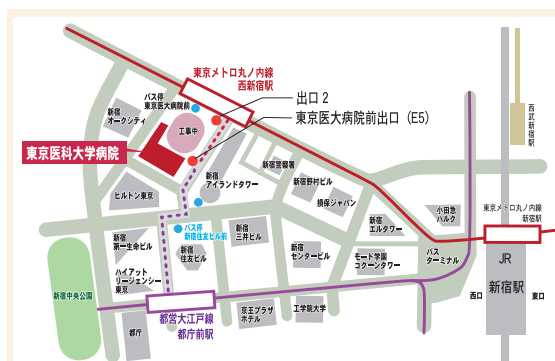 東京メトロ丸ノ内線
西新宿駅
バス停
東京医大病院前
出口 2
東京医大病院前出口（E5）
新宿
オークシティ
工事中
東京医科大学病院
西武新宿駅
新宿警察署
新宿
アイランドタワー
新宿野村ビル
ヒルトン東京
損保ジャパン
小田急
ハルク
東京メトロ丸ノ内線
新宿駅
新宿
エルタワー
バス停
新宿住友ビル前
新宿
三井ビル
新宿
第一生命ビル
新宿
住友ビル
新宿
センタービル
モード学園
コクーンタワー
バス
ターミナル
JR
新宿駅
西口
東口
ハイアット
リージェンシー
東京
新宿中央公園
都営大江戸線
都庁前駅
都庁
京王プラザ
ホテル
工学院大学